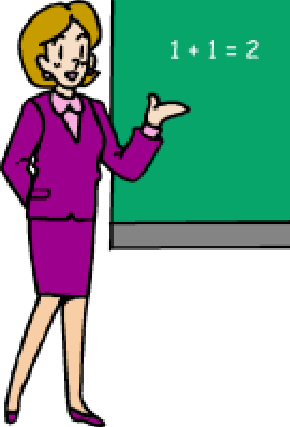 1 + 1 = 2